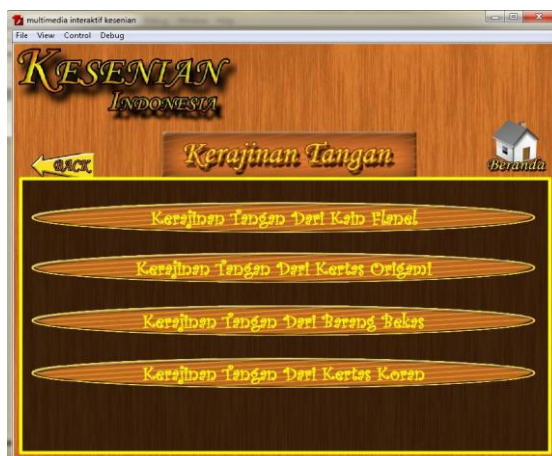 multimedia interaktif kesenian
File View Control Debug
KESENIAN
INDONESIA
Kerajinan Tangan
BACK
Beranda
Kerajinan Tangan Dari Kain Flanel
Kerajinan Tangan Dari Kertas Origami
Kerajinan Tangan Dari Barang Bekas
Kerajinan Tangan Dari Kertas Koran